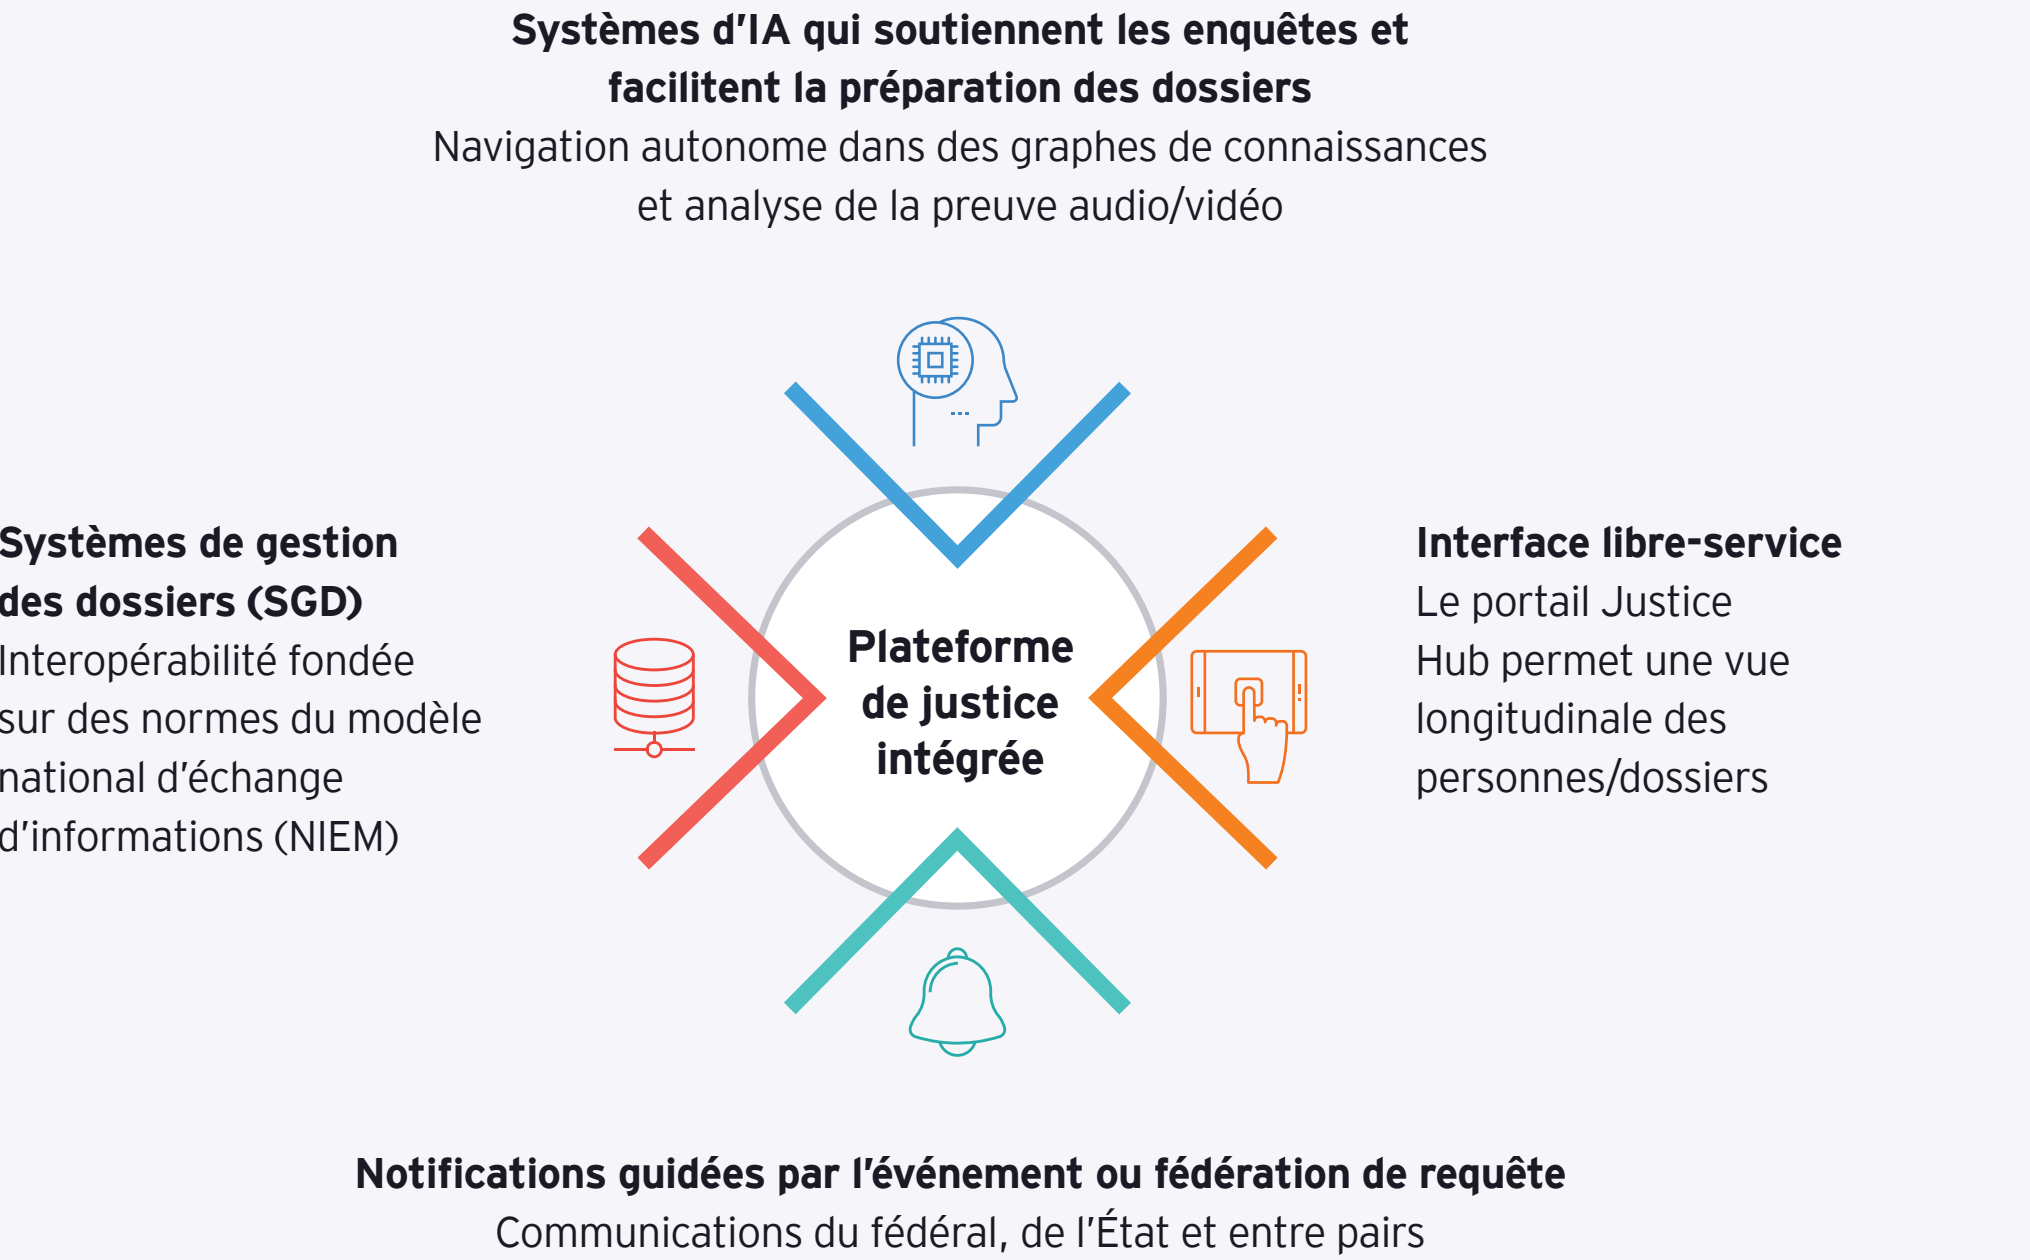 Systèmes d’IA qui soutiennent les enquêtes et
facilitent la préparation des dossiers
Navigation autonome dans des graphes de connaissances
et analyse de la preuve audio/vidéo
Systèmes de gestion
des dossiers (SGD)
Interopérabilité fondée
sur des normes du modèle
national d’échange
d’informations (NIEM)
Plateforme
de justice
intégrée
Interface libre-service
Le portail Justice
Hub permet une vue
longitudinale des
personnes/dossiers
Notifications guidées par l’événement ou fédération de requête
Communications du fédéral, de l’État et entre pairs